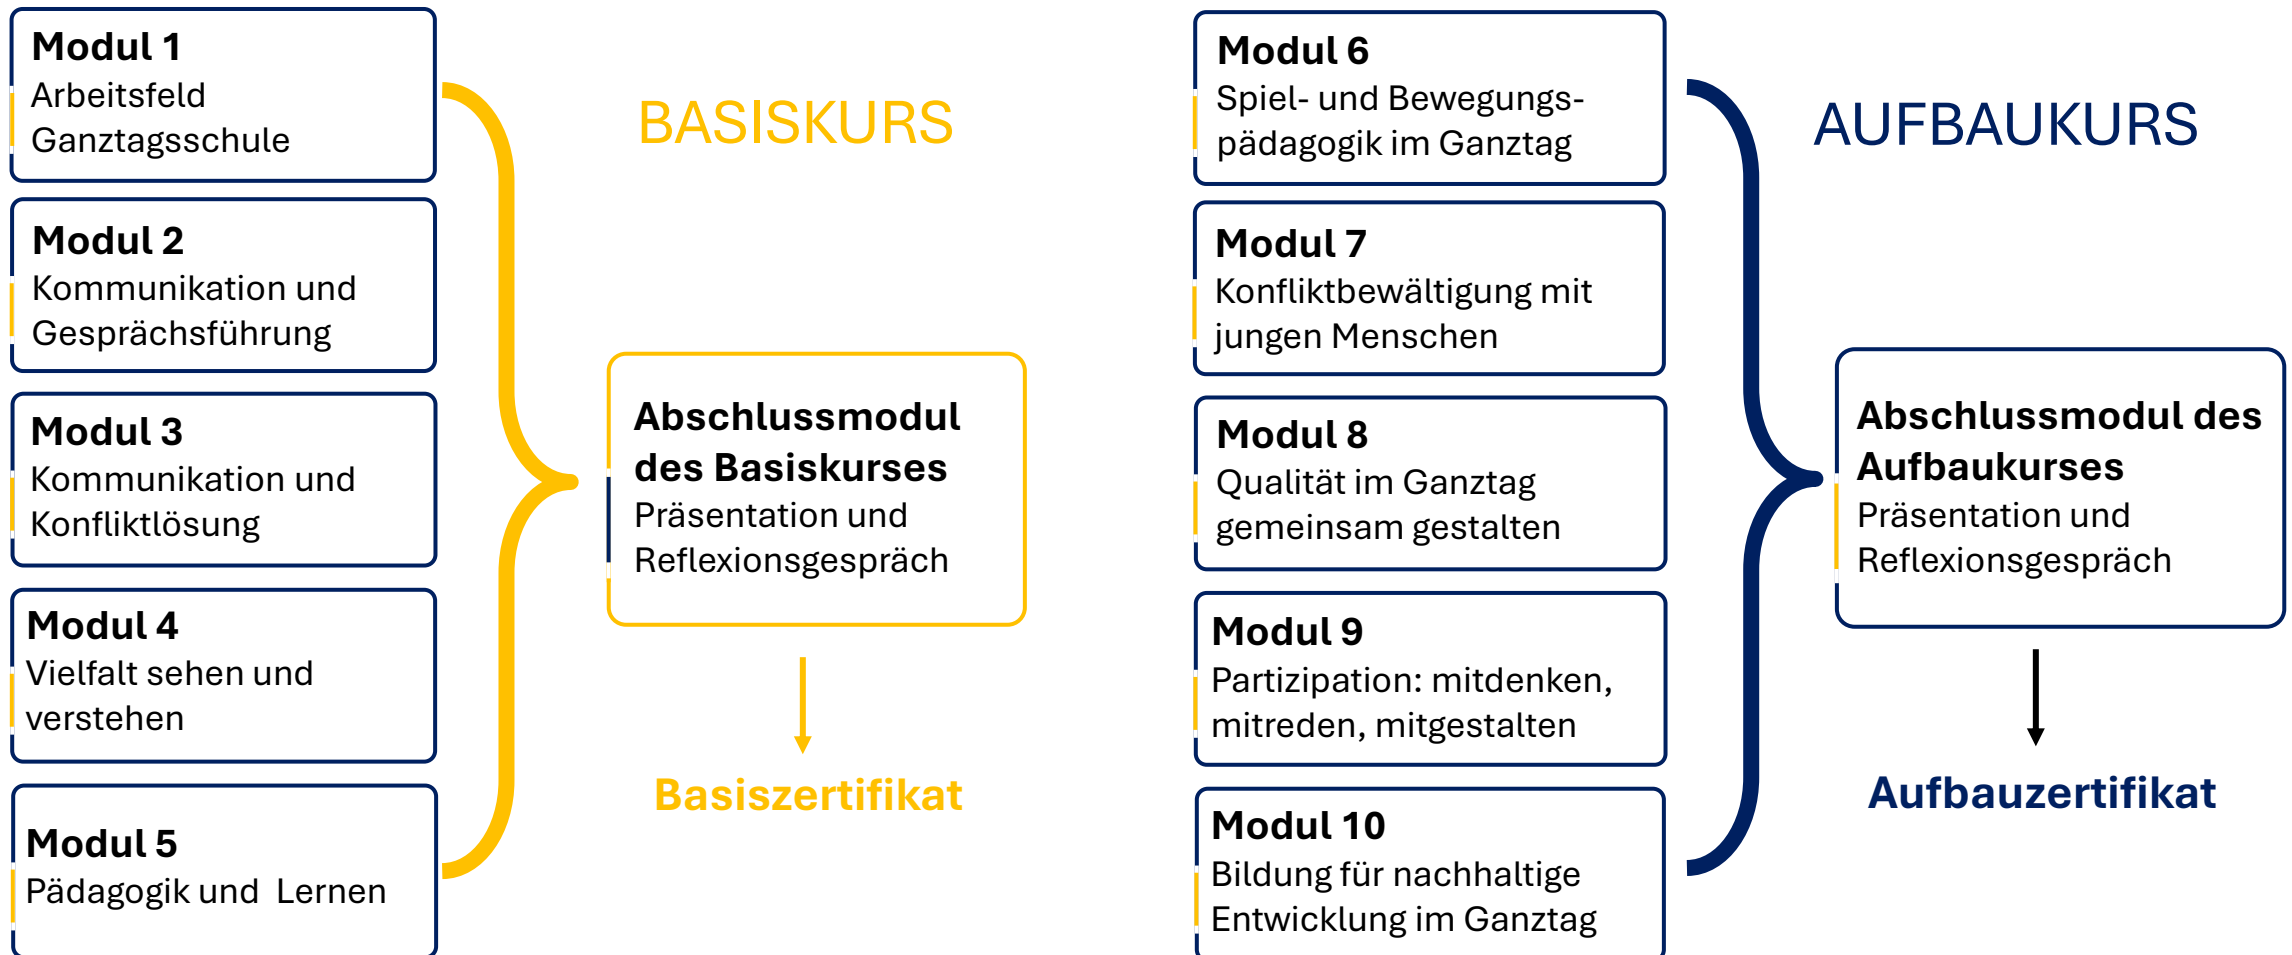 BASISKURS
Modul 1
Arbeitsfeld
Ganztagsschule
Modul 2
Kommunikation und
Gesprächsführung
Modul 3
Kommunikation und
Konfliktlösung
Modul 4
Vielfalt sehen und
verstehen
Modul 5
Pädagogik und  Lernen
Abschlussmodul
des Basiskurses
Präsentation und
Reflexionsgespräch
Basiszertifikat
AUFBAUKURS
Modul 6
Spiel- und Bewegungs-
pädagogik im Ganztag
Modul 7
Konfliktbewältigung mit
jungen Menschen
Modul 8
Qualität im Ganztag
gemeinsam gestalten
Modul 9
Partizipation: mitdenken,
mitreden, mitgestalten
Modul 10
Bildung für nachhaltige
Entwicklung im Ganztag
Abschlussmodul des
Aufbaukurses
Präsentation und
Reflexionsgespräch
Aufbauzertifikat